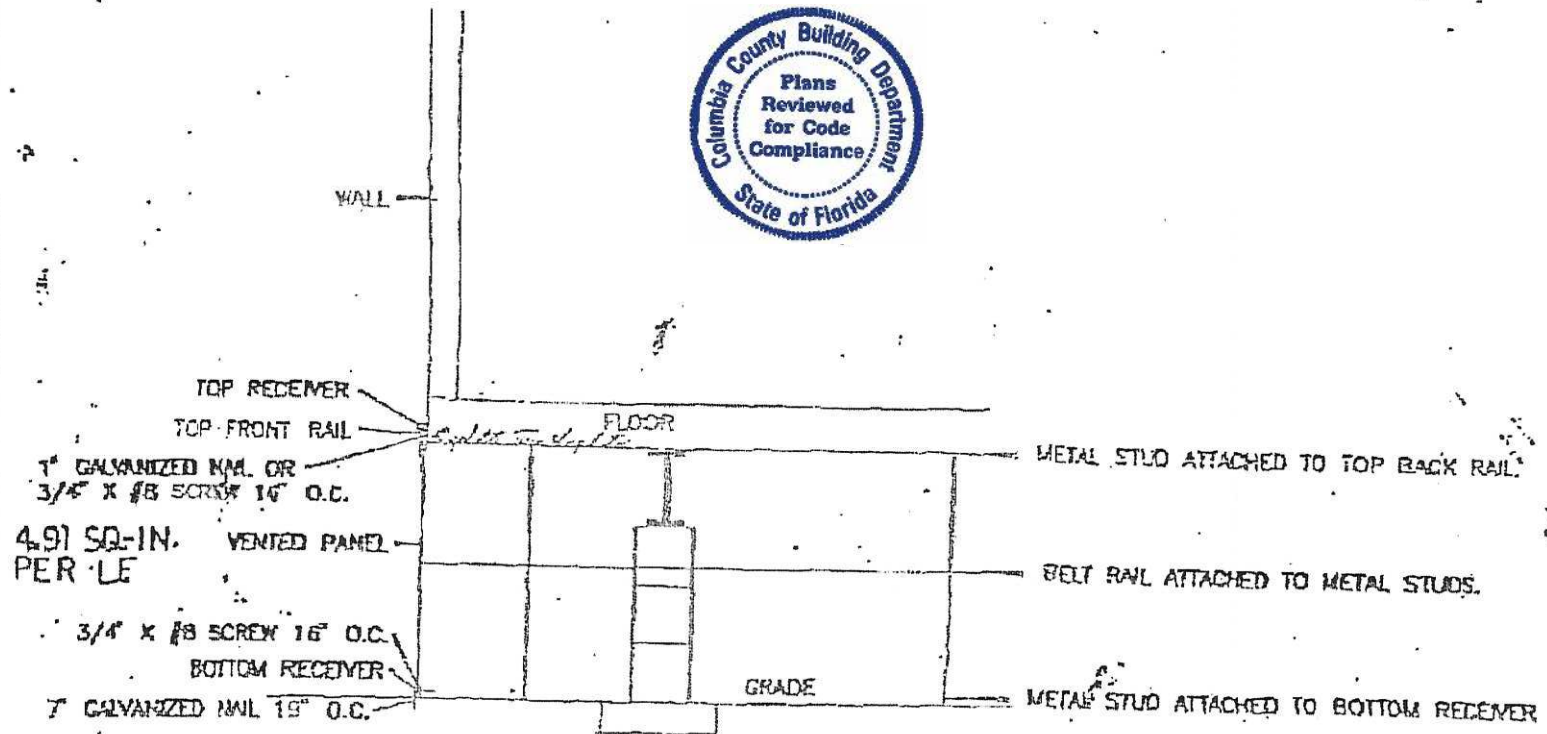 Columbia County Building Department
Plans
Reviewed
for Code
Compliance
State of Florida
WALL
TOP RECEIVER
TOP FRONT RAIL
FLOOR
1" GALVANIZED NAIL OR
3/4" X #8 SCREW O.C.
METAL STUD ATTACHED TO TOP BACK RAIL.
4.91 SQ-IN. VENTED PANEL
PER LF
BELT RAIL ATTACHED TO METAL STUDS.
3/4" X #8 SCREW 16" O.C.
BOTTOM RECEIVER
GRADE
7" GALVANIZED NAIL 19" O.C.
METAL STUD ATTACHED TO BOTTOM RECEIVER